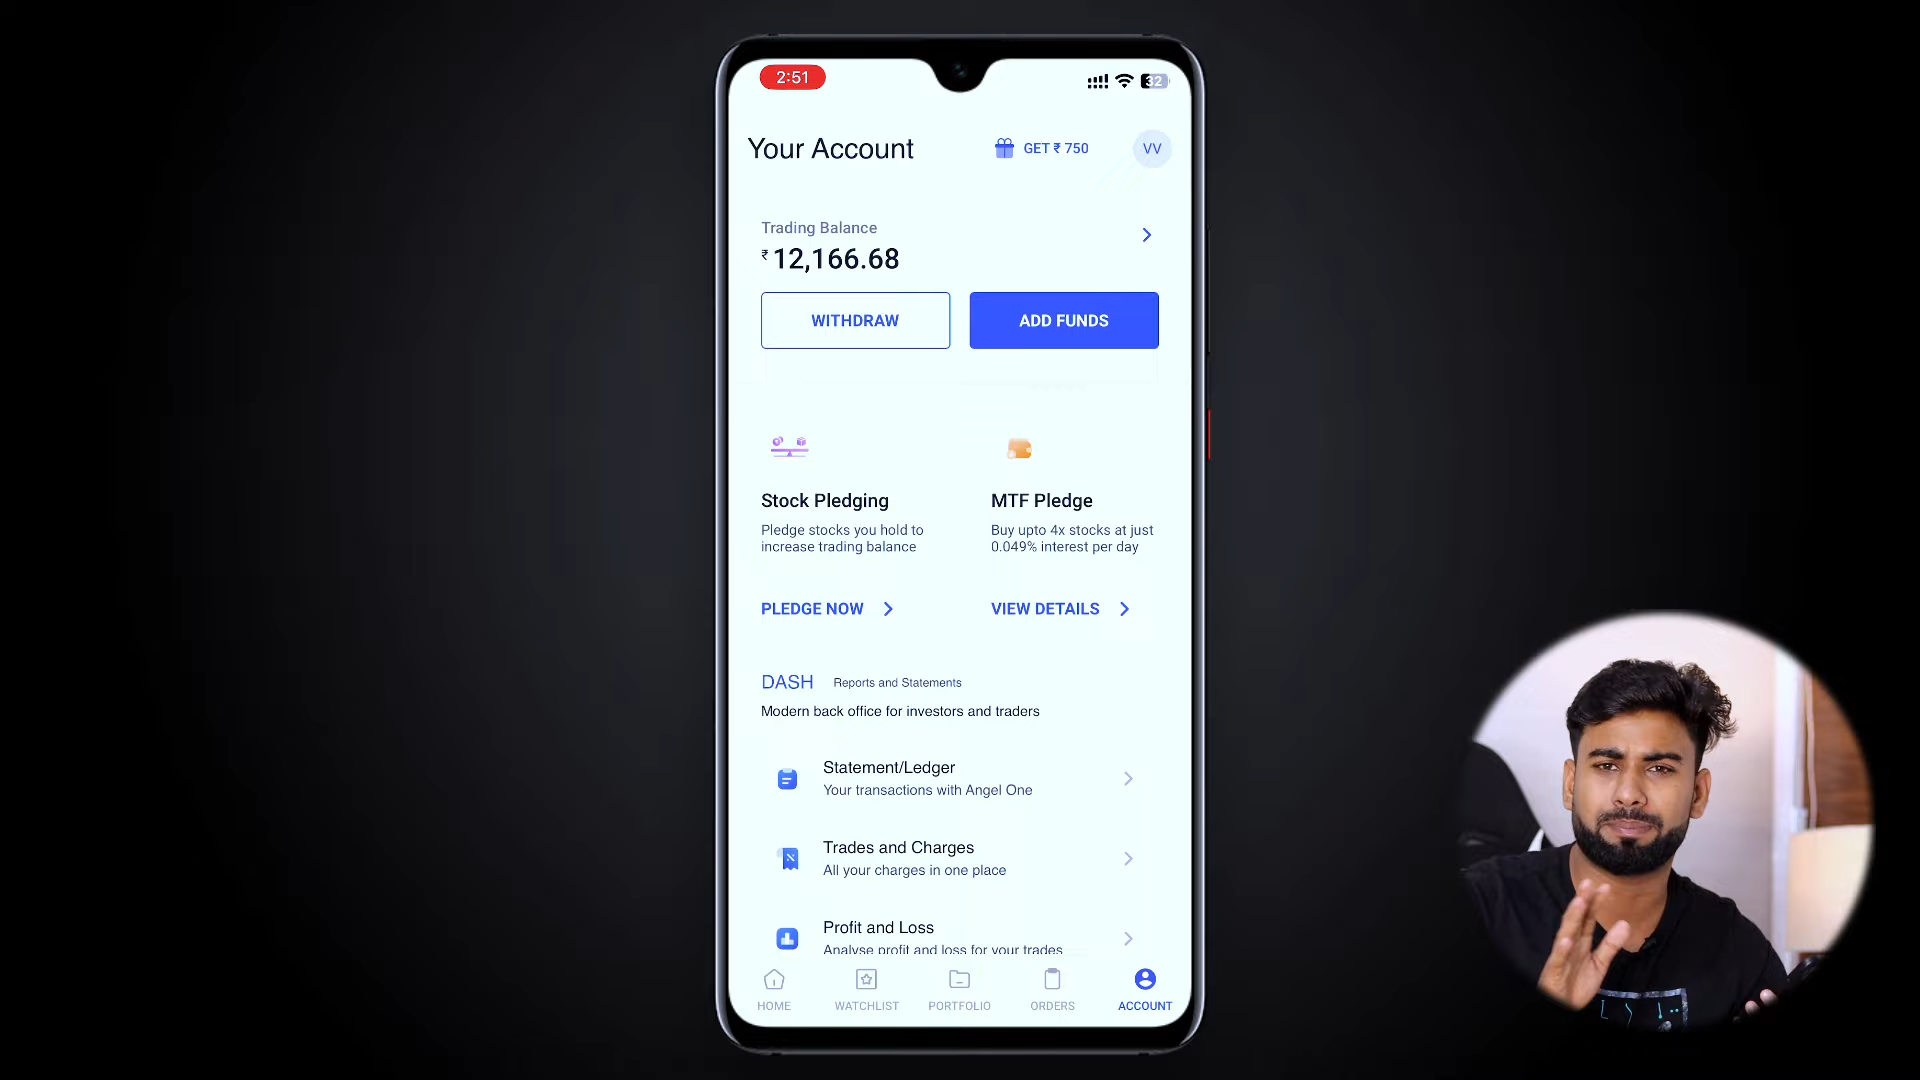 2:51
32
Your Account
GET ₹ 750
VV
Trading Balance
₹12,166.68
WITHDRAW
ADD FUNDS
Stock Pledging
Pledge stocks you hold to
increase trading balance
PLEDGE NOW
MTF Pledge
Buy upto 4x stocks at just
0.049% interest per day
VIEW DETAILS
DASH Reports and Statements
Modern back office for investors and traders
Statement/Ledger
Your transactions with Angel One
Trades and Charges
All your charges in one place
Profit and Loss
Analyse profit and loss for your trades
HOME
WATCHLIST
PORTFOLIO
ORDERS
ACCOUNT